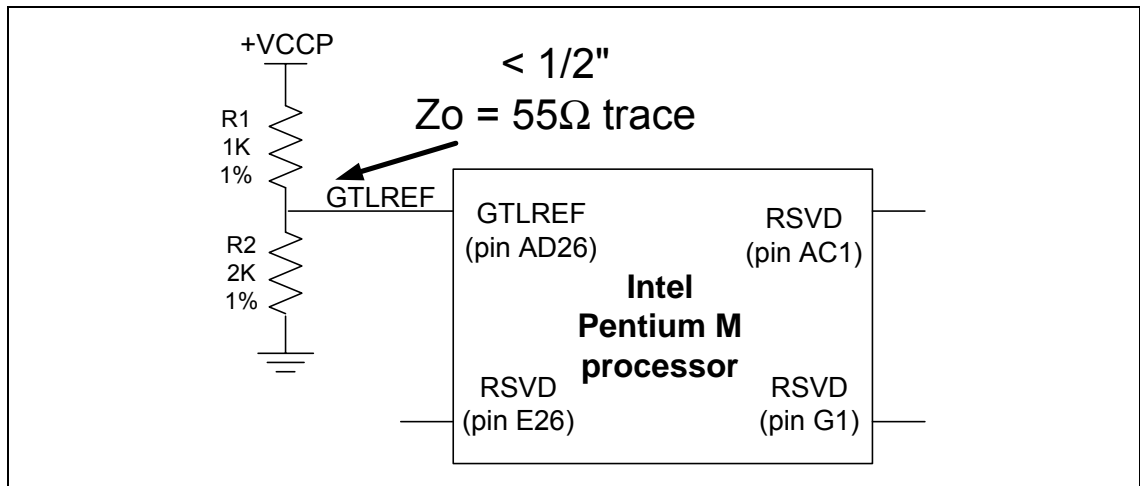 +VCCP
< 1/2"
Zo = 55Ω trace
R1
1K
1%
GTLREF
R2
2K
1%
GTLREF
(pin AD26)
RSVD
(pin AC1)
Intel
Pentium M
processor
RSVD
(pin E26)
RSVD
(pin G1)